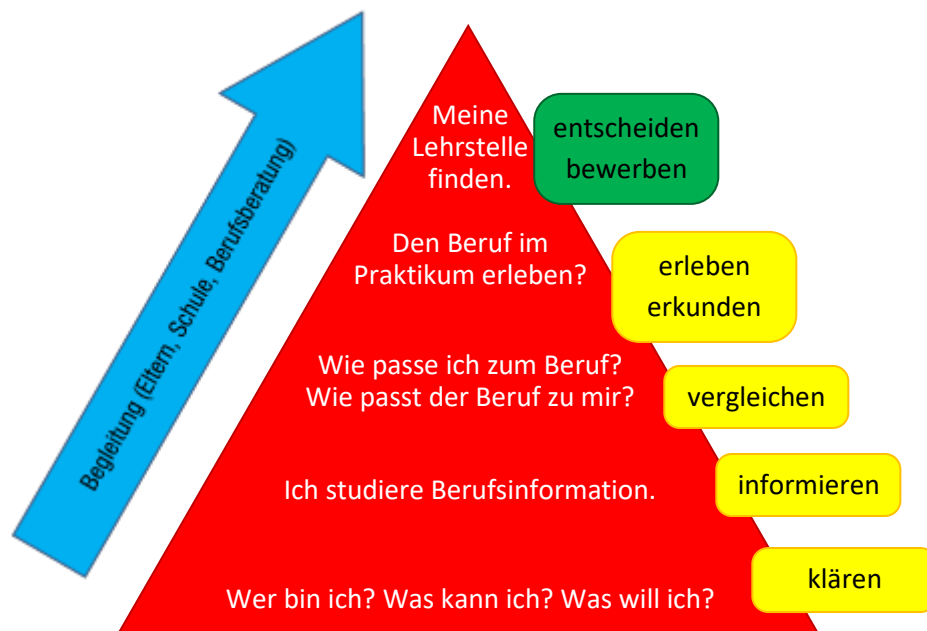 Meine
Lehrstelle
finden.
entscheiden
bewerben
Den Beruf im
Praktikum erleben?
erleben
erkunden
Wie passe ich zum Beruf?
Wie passt der Beruf zu mir?
vergleichen
Ich studiere Berufsinformation.
informieren
Wer bin ich? Was kann ich? Was will ich?
klären
Begleitung (Eltern, Schule, Berufsberatung)